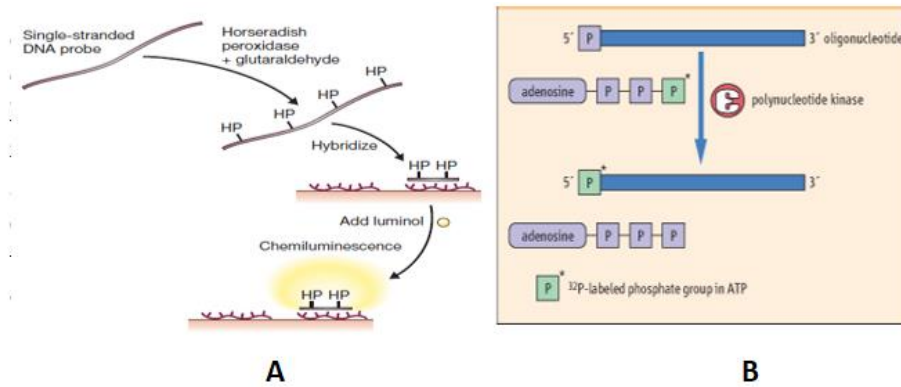 Single-stranded
DNA probe
Horseradish
peroxidase
+ glutaraldehyde
HP
HP
HP
HP
Hybridize
HP HP
Add luminol
Chemiluminescence
HP HP
A
5´ P 3´ oligonucleotide
adenosine P P P*
polynucleotide kinase
5´ P* 3´
adenosine P P P
P* ³²P-labeled phosphate group in ATP
B